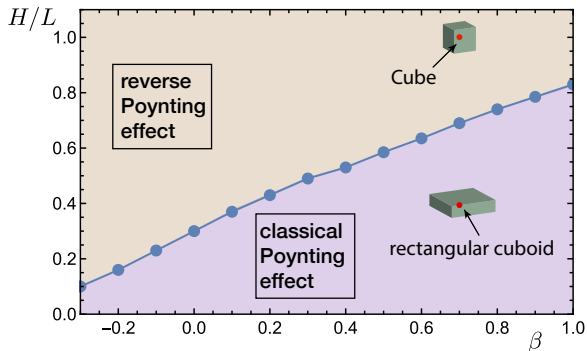 H/L
1.0
0.8
0.6
0.4
0.2
0.0
reverse
Poynting
effect
Cube
classical
Poynting
effect
rectangular cuboid
−0.2 0.0 0.2 0.4 0.6 0.8 1.0
β